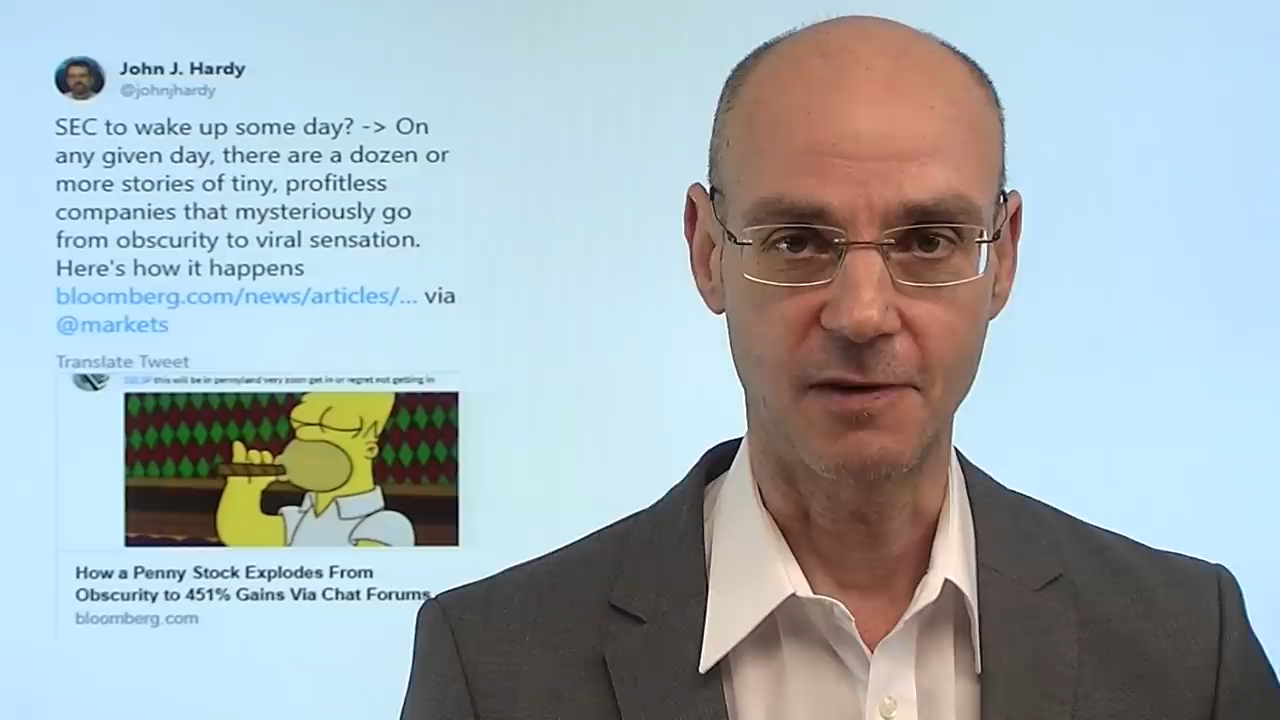 John J. Hardy
@johnjhardy
SEC to wake up some day? -> On
any given day, there are a dozen or
more stories of tiny, profitless
companies that mysteriously go
from obscurity to viral sensation.
Here's how it happens
bloomberg.com/news/articles/... via
@markets
Translate Tweet
this will be in pennyland very soon get in or regret not getting in
How a Penny Stock Explodes From
Obscurity to 451% Gains Via Chat Forums
bloomberg.com